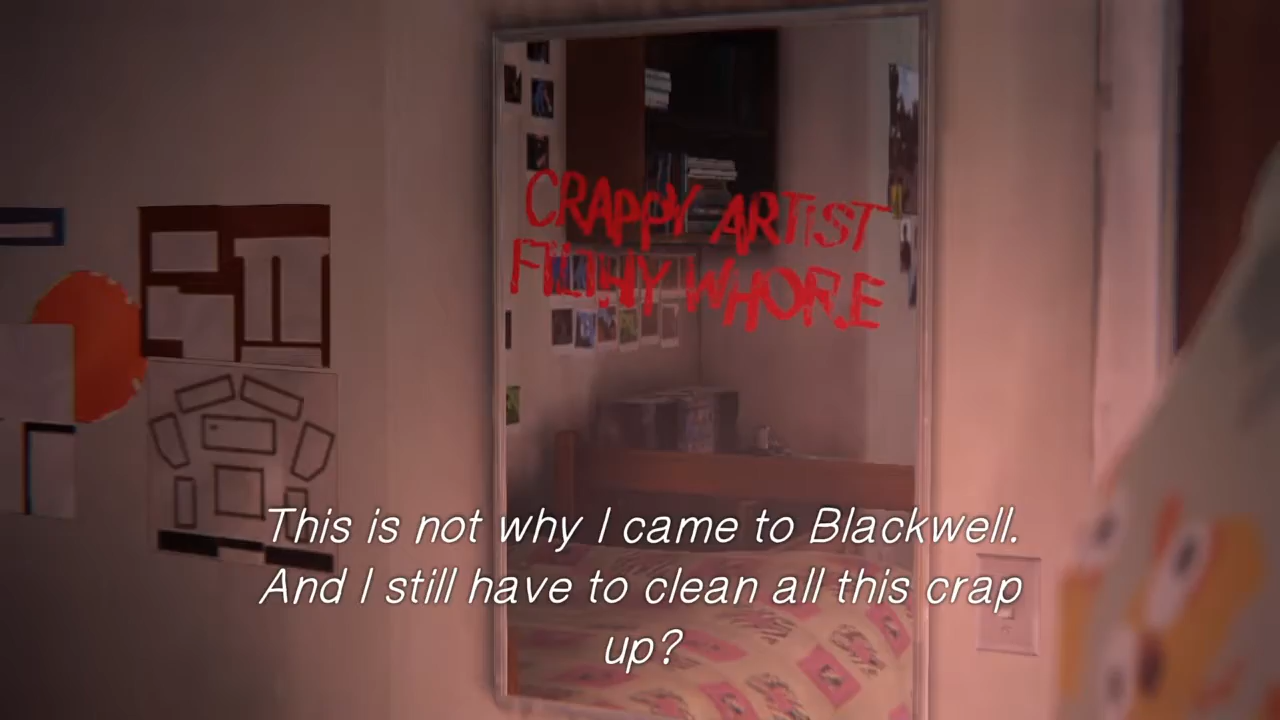 CRAPPY ARTIST
FILTHY WHORE
This is not why I came to Blackwell.
And I still have to clean all this crap
up?